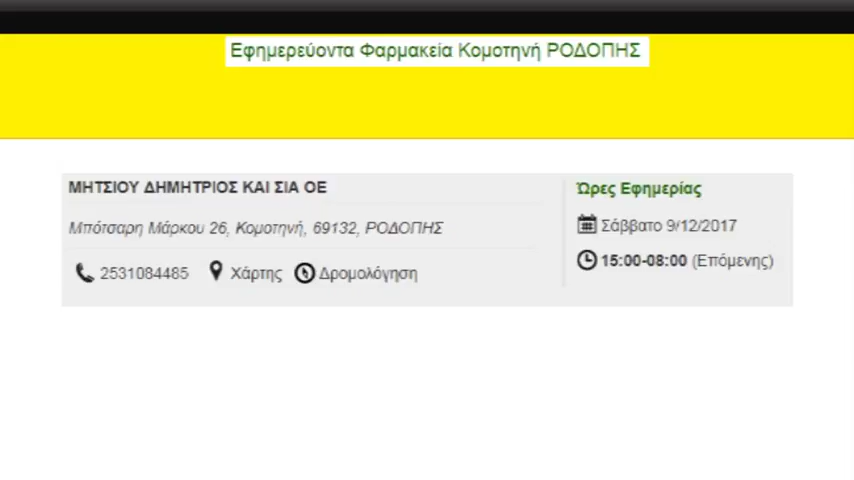 Εφημερεύοντα Φαρμακεία Κομοτηνή ΡΟΔΟΠΗΣ
ΜΗΤΣΙΟΥ ΔΗΜΗΤΡΙΟΣ ΚΑΙ ΣΙΑ ΟΕ
Μπότσαρη Μάρκου 26, Κομοτηνή, 69132, ΡΟΔΟΠΗΣ
2531084485 Χάρτης Δρομολόγηση
Ώρες Εφημερίας
Σάββατο 9/12/2017
15:00-08:00 (Επόμενης)